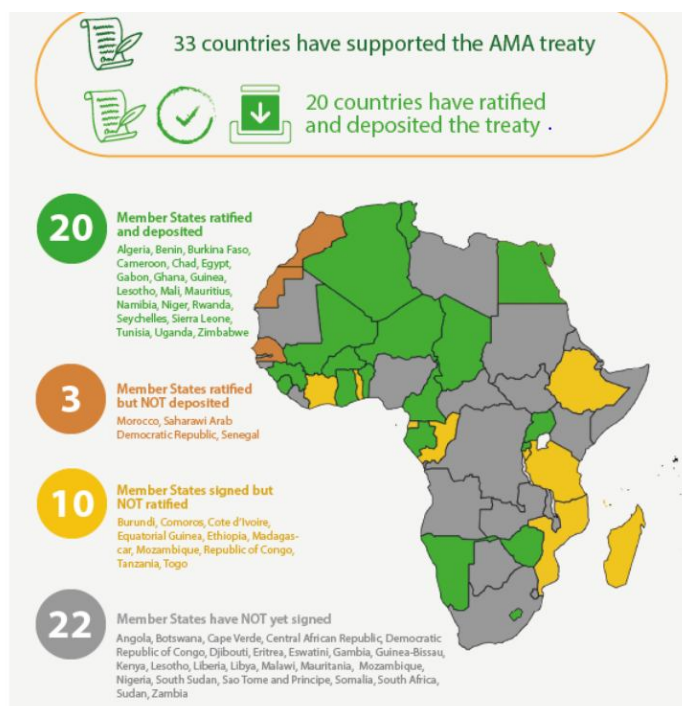 33 countries have supported the AMA treaty
20 countries have ratified
and deposited the treaty .
20
Member States ratified
and deposited
Algeria, Benin, Burkina Faso,
Cameroon, Chad, Egypt,
Gabon, Ghana, Guinea,
Lesotho, Mali, Mauritius,
Namibia, Niger, Rwanda,
Seychelles, Sierra Leone,
Tunisia, Uganda, Zimbabwe
3
Member States ratified
but NOT deposited
Morocco, Saharawi Arab
Democratic Republic, Senegal
10
Member States signed but
NOT ratified
Burundi, Comoros, Cote d'Ivoire,
Equatorial Guinea, Ethiopia, Madagas-
car, Mozambique, Republic of Congo,
Tanzania, Togo
22
Member States have NOT yet signed
Angola, Botswana, Cape Verde, Central African Republic, Democratic
Republic of Congo, Djibouti, Eritrea, Eswatini, Gambia, Guinea-Bissau,
Kenya, Lesotho, Liberia, Libya, Malawi, Mauritania, Mozambique,
Nigeria, South Sudan, Sao Tome and Principe, Somalia, South Africa,
Sudan, Zambia